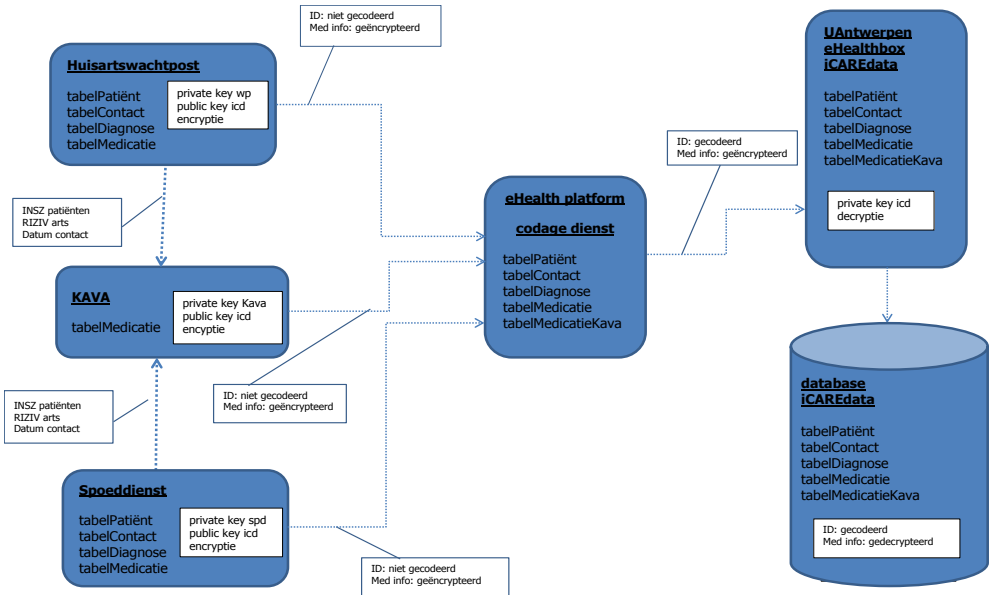 ID: niet gecodeerd
Med info: geëncrypteerd
Huisartswachtpost
tabelPatiënt
tabelContact
tabelDiagnose
tabelMedicatie
private key wp
public key icd
encryptie
INSZ patiënten
RIZIV arts
Datum contact
KAVA
tabelMedicatie
private key Kava
public key icd
encyptie
INSZ patiënten
RIZIV arts
Datum contact
ID: niet gecodeerd
Med info: geëncrypteerd
Spoeddienst
tabelPatiënt
tabelContact
tabelDiagnose
tabelMedicatie
private key spd
public key icd
encryptie
ID: niet gecodeerd
Med info: geëncrypteerd
eHealth platform
codage dienst
tabelPatiënt
tabelContact
tabelDiagnose
tabelMedicatie
tabelMedicatieKava
ID: gecodeerd
Med info: geëncrypteerd
UAntwerpen
eHealthbox
iCAREdata
tabelPatiënt
tabelContact
tabelDiagnose
tabelMedicatie
tabelMedicatieKava
private key icd
decryptie
database
iCAREdata
tabelPatiënt
tabelContact
tabelDiagnose
tabelMedicatie
tabelMedicatieKava
ID: gecodeerd
Med info: gedecrypteerd